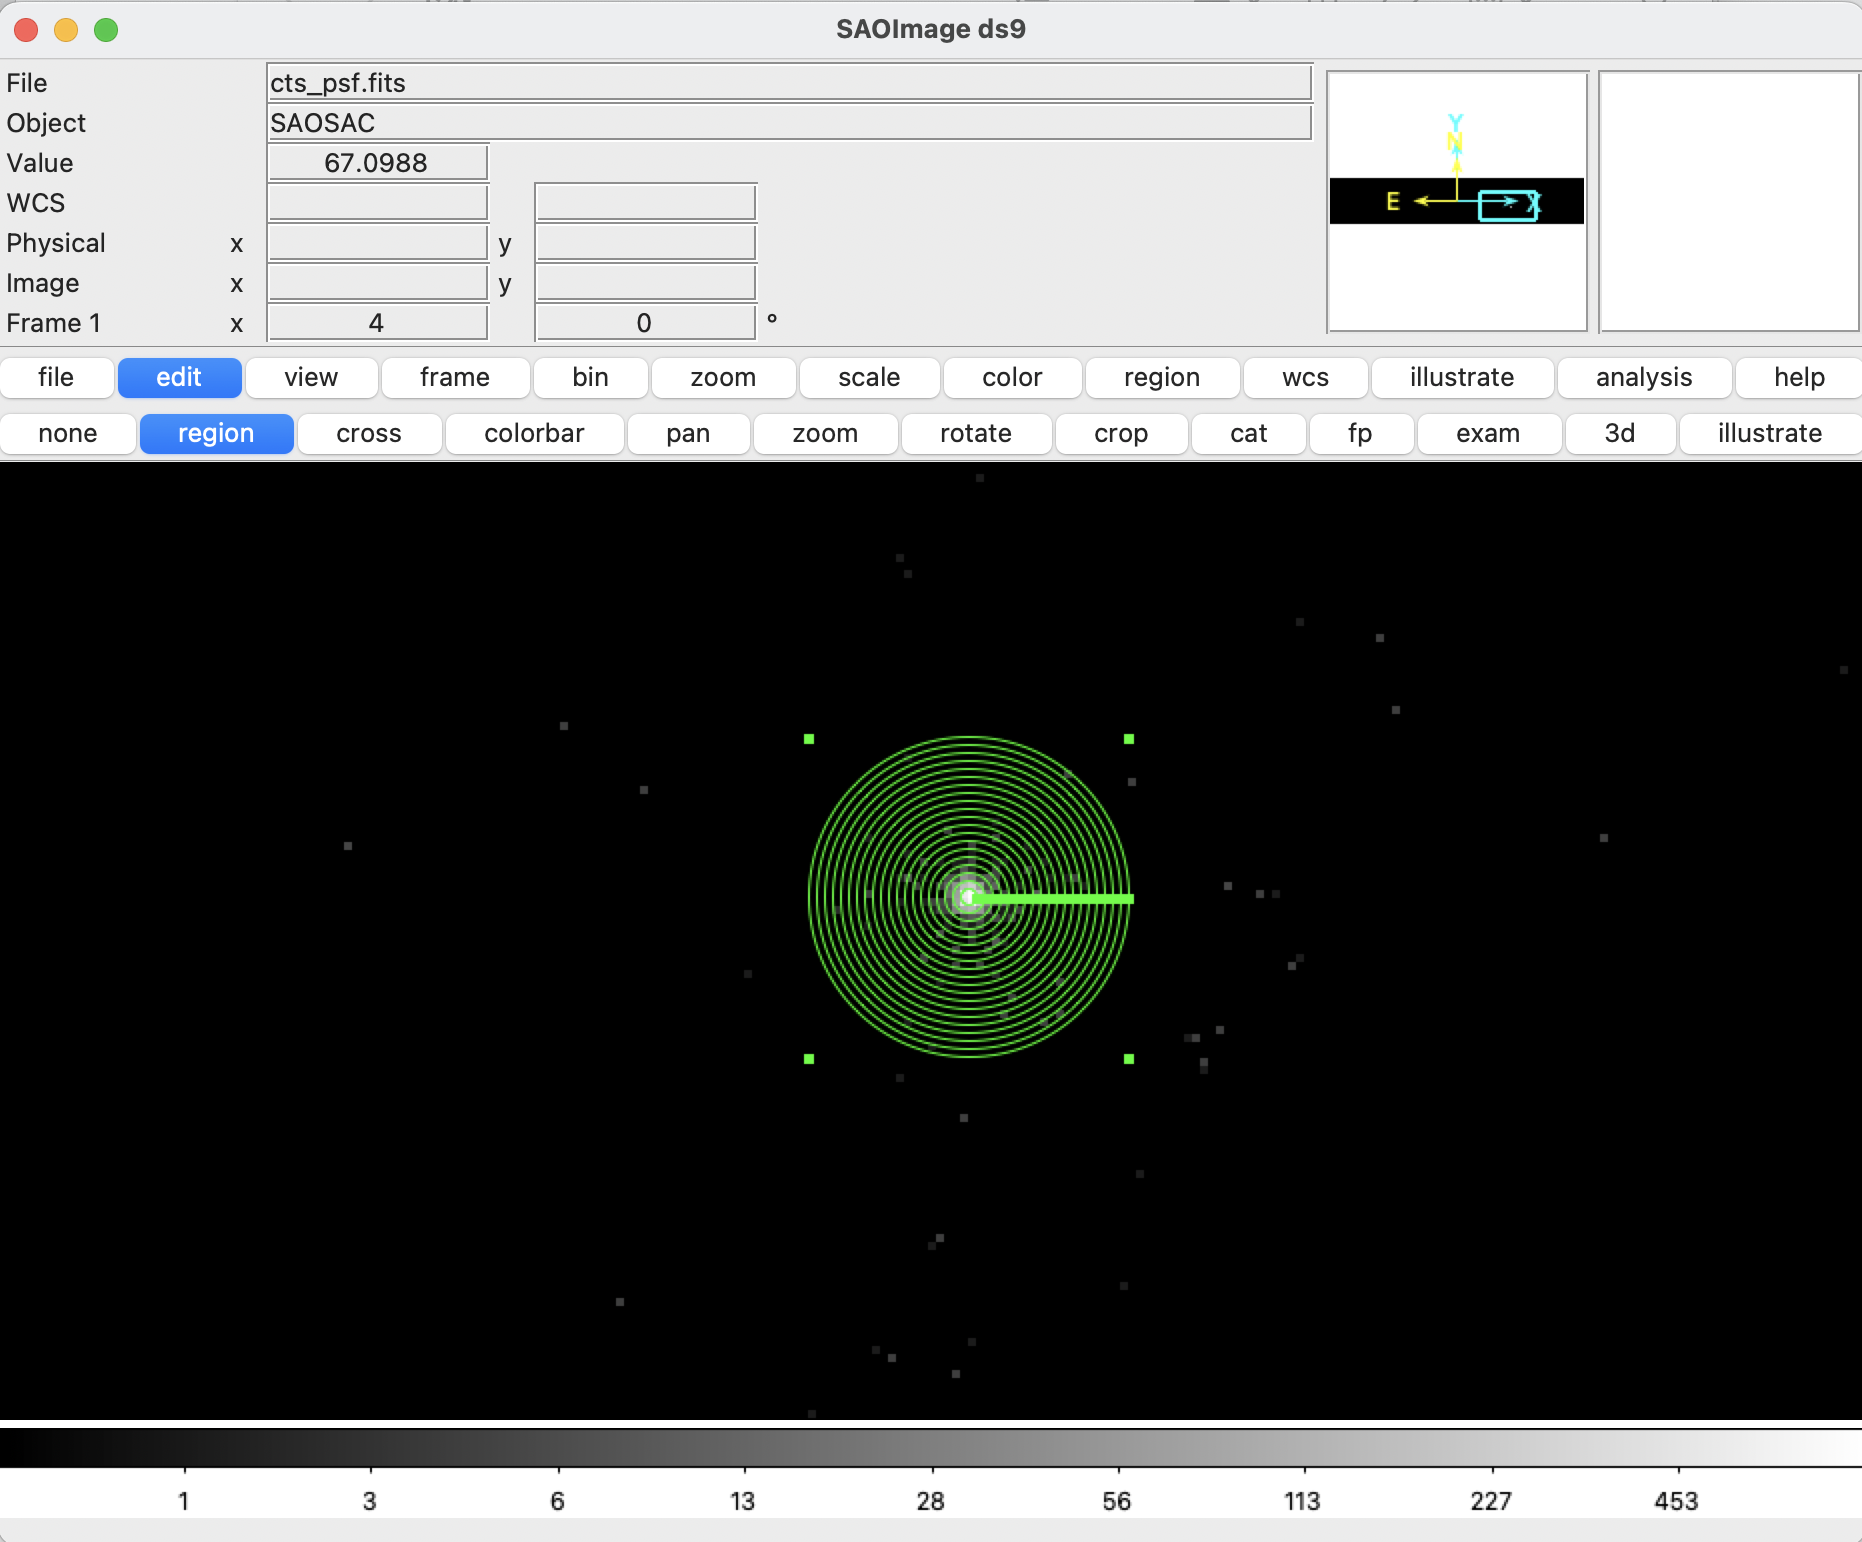 SAOImage ds9
File cts_psf.fits
Object SAOSAC
Value 67.0988
WCS
Physical x y
Image x y
Frame 1 x 4 0 °
Y
N
E X
file edit view frame bin zoom scale color region wcs illustrate analysis help
none region cross colorbar pan zoom rotate crop cat fp exam 3d illustrate
1 3 6 13 28 56 113 227 453